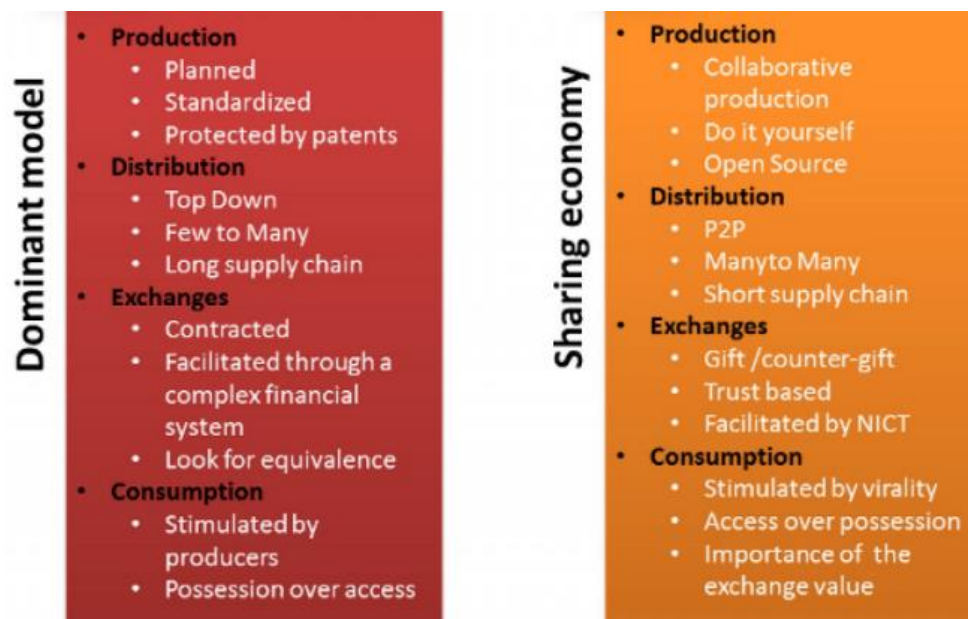 Dominant model
• Production
• Planned
• Standardized
• Protected by patents
• Distribution
• Top Down
• Few to Many
• Long supply chain
• Exchanges
• Contracted
• Facilitated through a
complex financial
system
• Look for equivalence
• Consumption
• Stimulated by
producers
• Possession over access
Sharing economy
• Production
• Collaborative
production
• Do it yourself
• Open Source
• Distribution
• P2P
• Manyto Many
• Short supply chain
• Exchanges
• Gift /counter-gift
• Trust based
• Facilitated by NICT
• Consumption
• Stimulated by virality
• Access over possession
• Importance of the
exchange value